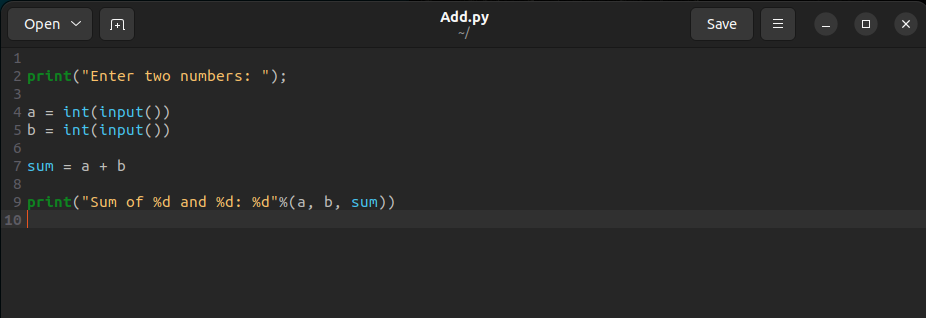 Open
Add.py
~/
Save
1
2 print("Enter two numbers: ");
3
4 a = int(input())
5 b = int(input())
6
7 sum = a + b
8
9 print("Sum of %d and %d: %d"%(a, b, sum))
10